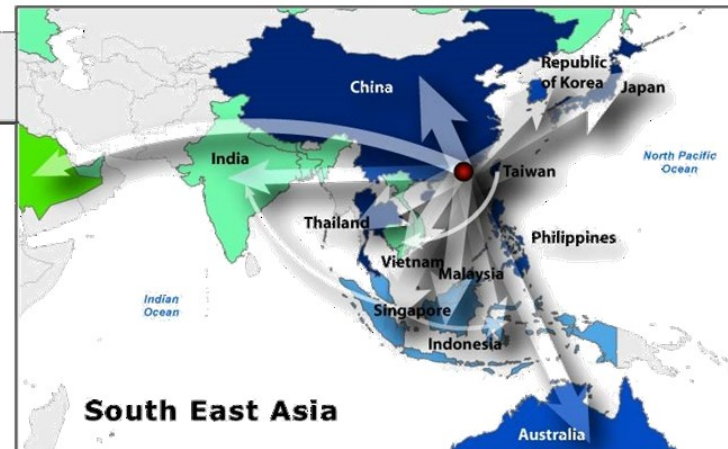 Republic
of Korea
China
Japan
North Pacific
Ocean
India
Taiwan
Thailand
Philippines
Vietnam
Malaysia
Indian
Ocean
Singapore
Indonesia
South East Asia
Australia